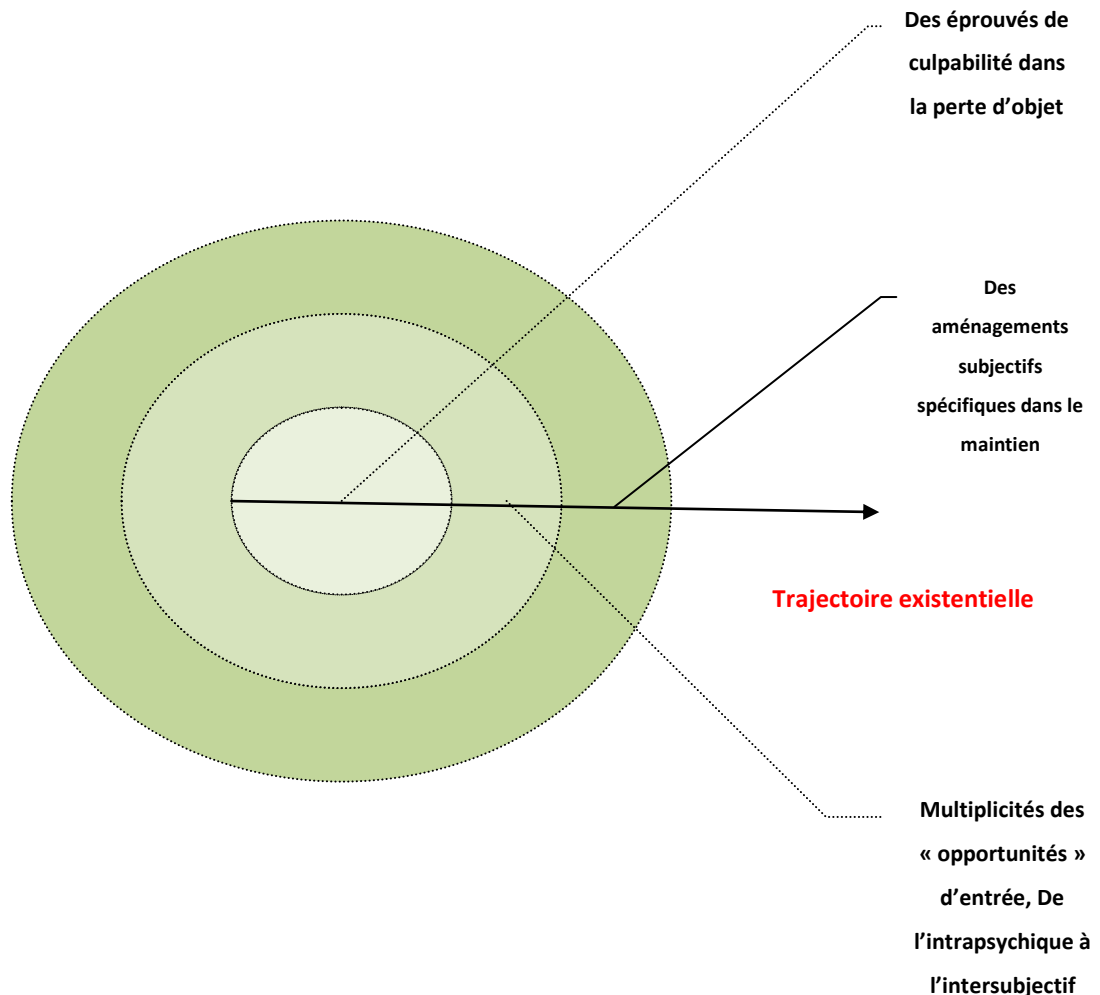 Des éprouvés de
culpabilité dans
la perte d’objet
Des
aménagements
subjectifs
spécifiques dans le
maintien
Trajectoire existentielle
Multiplicités des
« opportunités »
d’entrée, De
l’intrapsychique à
l’intersubjectif